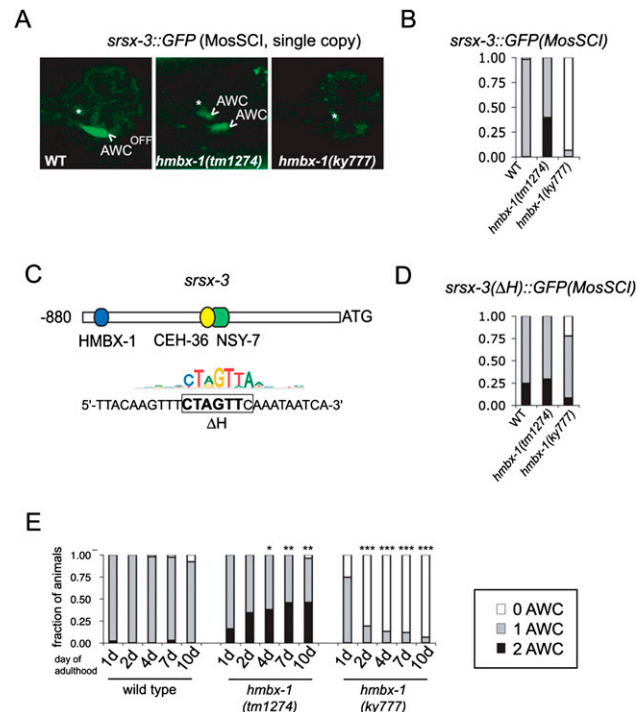 A
srsx-3::GFP (MosSCI, single copy)
*
AWC OFF
WT
*
AWC
AWC
hmbx-1(tm1274)
*
hmbx-1(ky777)
B
srsx-3::GFP(MosSCI)
1.00
0.75
0.50
0.25
0.00
WT
hmbx-1(tm1274)
hmbx-1(ky777)
C
srsx-3
-880
ATG
HMBX-1
CEH-36
NSY-7
CTAGTTA
5'-TTACAAGTTTCTAGTTCAAATAATCA-3'
ΔH
D
srsx-3(ΔH)::GFP(MosSCI)
1.00
0.75
0.50
0.25
0.00
WT
hmbx-1(tm1274)
hmbx-1(ky777)
E
fraction of animals
1.00
0.75
0.50
0.25
0.00
* ** ** *** *** *** ***
day of
adulthood
1d 2d 4d 7d 10d 1d 2d 4d 7d 10d 1d 2d 4d 7d 10d
wild type
hmbx-1
(tm1274)
hmbx-1
(ky777)
0 AWC
1 AWC
2 AWC